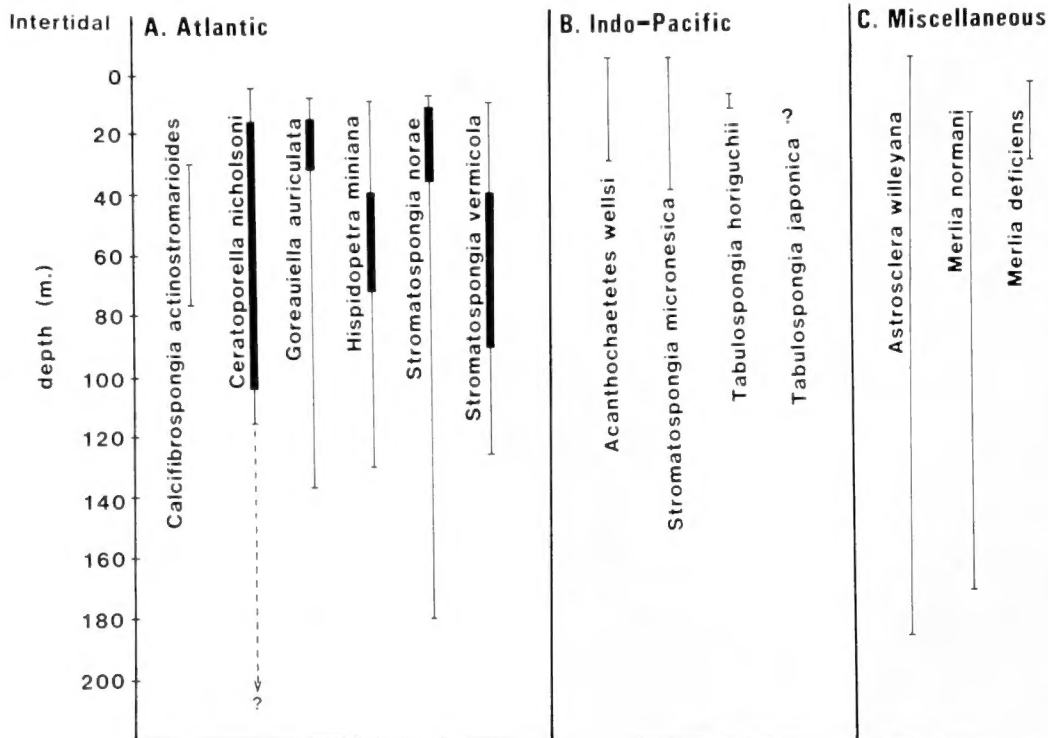 Intertidal
A. Atlantic
B. Indo-Pacific
C. Miscellaneous
depth (m.)
0
20
40
60
80
100
120
140
160
180
200
Calcifibrospongia actinostromarioides
Ceratoporella nicholsoni
Goreauiella auriculata
Hispidopetra miniana
Stromatospongia norae
Stromatospongia vermicola
?
Acanthochaetetes wellsi
Stromatospongia micronesica
Tabulospongia horiguchii
Tabulospongia japonica
?
Astrosclera willeyana
Merlia normani
Merlia deficiens